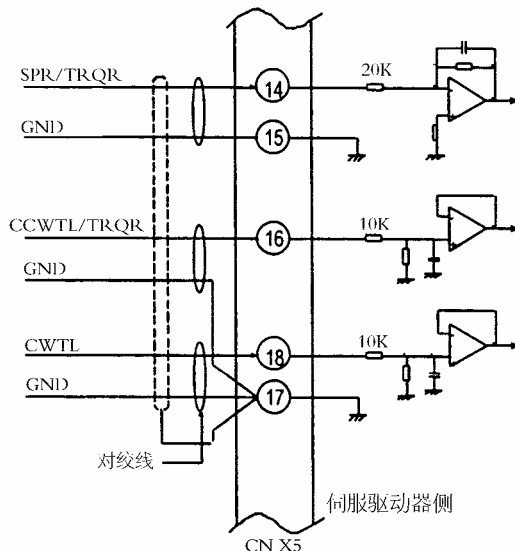 SPR/TRQR
14
20K
GND
15
CCWTL/TRQR
16
10K
GND
CWTL
18
10K
GND
17
对绞线
伺服驱动器侧
CN X5